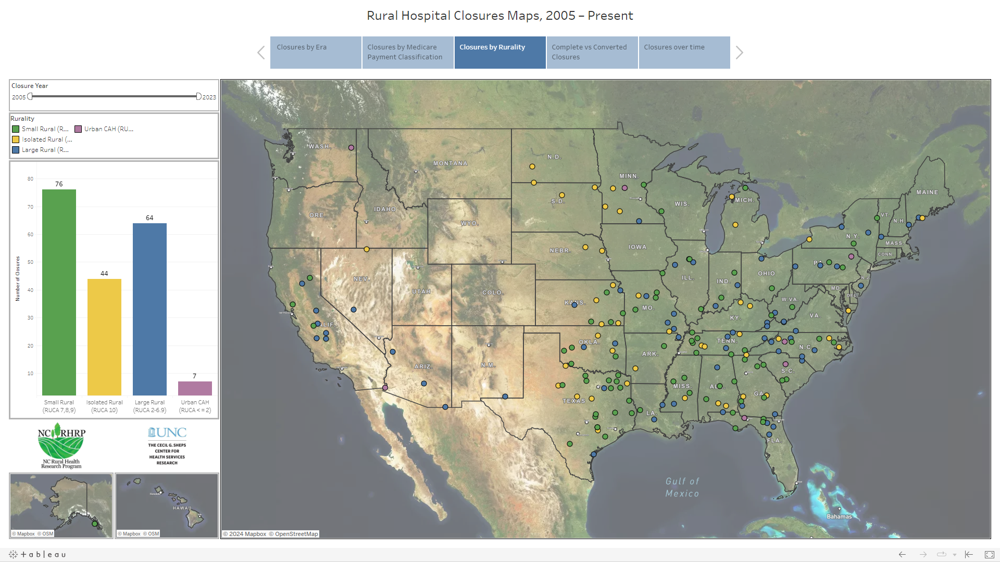 Rural Hospital Closures Maps, 2005 – Present
Closures by Era
Closures by Medicare
Payment Classification
Closures by Rurality
Complete vs Converted
Closures
Closures over time
Closure Year
2005
2023
Rurality
Small Rural (R...
Urban CAH (RU...
Isolated Rural (...
Large Rural (R...
Number of Closures
80
70
60
50
40
30
20
10
76
44
64
7
Small Rural
(RUCA 7,8,9)
Isolated Rural
(RUCA 10)
Large Rural
(RUCA 2-6.9)
Urban CAH
(RUCA <= 2)
NC RHRP
NC Rural Health
Research Program
UNC
THE CECIL G. SHEPS
CENTER FOR
HEALTH SERVICES
RESEARCH
© Mapbox © OSM
Honolulu
HAWAII
© Mapbox © OSM
WASH.
MONTANA
N.D.
MINN.
ORE.
IDAHO
WYO.
S.D.
WIS.
MICH.
MAINE
VT.
N.H.
N.Y.
MASS.
CONN.
NEBR.
IOWA
NEV.
UTAH
COLO.
KANS.
ILL.
IND.
OHIO
PA.
N.J.
MD.
DEL.
W.VA.
VA.
MO.
KY.
CALIF.
ARIZ.
N.M.
OKLA.
ARK.
TENN.
N.C.
S.C.
TEXAS
LA.
MISS.
ALA.
GA.
FLA.
Gulf of
Mexico
Bahamas
© 2024 Mapbox © OpenStreetMap
+ableau